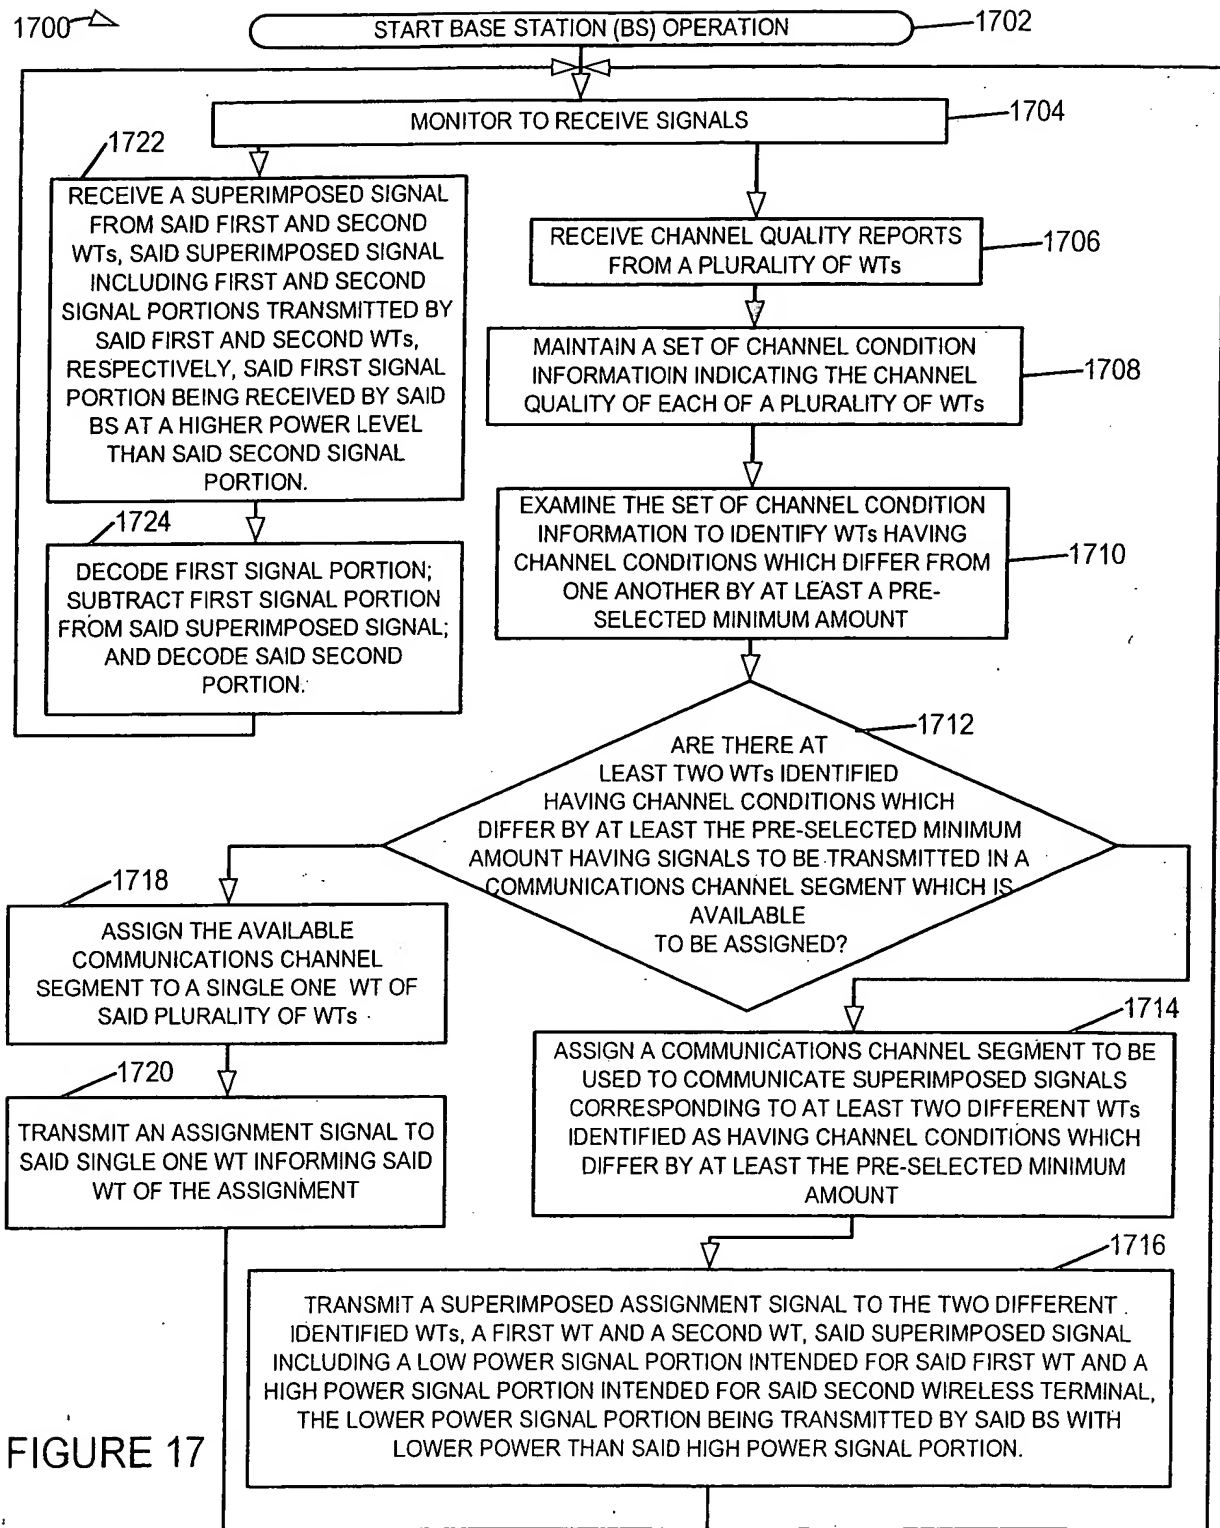 1700
START BASE STATION (BS) OPERATION
1702
MONITOR TO RECEIVE SIGNALS
1704
1722
RECEIVE A SUPERIMPOSED SIGNAL
FROM SAID FIRST AND SECOND
WTs, SAID SUPERIMPOSED SIGNAL
INCLUDING FIRST AND SECOND
SIGNAL PORTIONS TRANSMITTED BY
SAID FIRST AND SECOND WTs,
RESPECTIVELY, SAID FIRST SIGNAL
PORTION BEING RECEIVED BY SAID
BS AT A HIGHER POWER LEVEL
THAN SAID SECOND SIGNAL
PORTION.
1724
DECODE FIRST SIGNAL PORTION;
SUBTRACT FIRST SIGNAL PORTION
FROM SAID SUPERIMPOSED SIGNAL;
AND DECODE SAID SECOND
PORTION.
RECEIVE CHANNEL QUALITY REPORTS
FROM A PLURALITY OF WTs
1706
MAINTAIN A SET OF CHANNEL CONDITION
INFORMATIOIN INDICATING THE CHANNEL
QUALITY OF EACH OF A PLURALITY OF WTs
1708
EXAMINE THE SET OF CHANNEL CONDITION
INFORMATION TO IDENTIFY WTs HAVING
CHANNEL CONDITIONS WHICH DIFFER FROM
ONE ANOTHER BY AT LEAST A PRE-
SELECTED MINIMUM AMOUNT
1710
1712
ARE THERE AT
LEAST TWO WTs IDENTIFIED
HAVING CHANNEL CONDITIONS WHICH
DIFFER BY AT LEAST THE PRE-SELECTED MINIMUM
AMOUNT HAVING SIGNALS TO BE TRANSMITTED IN A
COMMUNICATIONS CHANNEL SEGMENT WHICH IS
AVAILABLE
TO BE ASSIGNED?
1718
ASSIGN THE AVAILABLE
COMMUNICATIONS CHANNEL
SEGMENT TO A SINGLE ONE WT OF
SAID PLURALITY OF WTs
1720
TRANSMIT AN ASSIGNMENT SIGNAL TO
SAID SINGLE ONE WT INFORMING SAID
WT OF THE ASSIGNMENT
1714
ASSIGN A COMMUNICATIONS CHANNEL SEGMENT TO BE
USED TO COMMUNICATE SUPERIMPOSED SIGNALS
CORRESPONDING TO AT LEAST TWO DIFFERENT WTs
IDENTIFIED AS HAVING CHANNEL CONDITIONS WHICH
DIFFER BY AT LEAST THE PRE-SELECTED MINIMUM
AMOUNT
1716
TRANSMIT A SUPERIMPOSED ASSIGNMENT SIGNAL TO THE TWO DIFFERENT
IDENTIFIED WTs, A FIRST WT AND A SECOND WT, SAID SUPERIMPOSED SIGNAL
INCLUDING A LOW POWER SIGNAL PORTION INTENDED FOR SAID FIRST WT AND A
HIGH POWER SIGNAL PORTION INTENDED FOR SAID SECOND WIRELESS TERMINAL,
THE LOWER POWER SIGNAL PORTION BEING TRANSMITTED BY SAID BS WITH
LOWER POWER THAN SAID HIGH POWER SIGNAL PORTION.
FIGURE 17